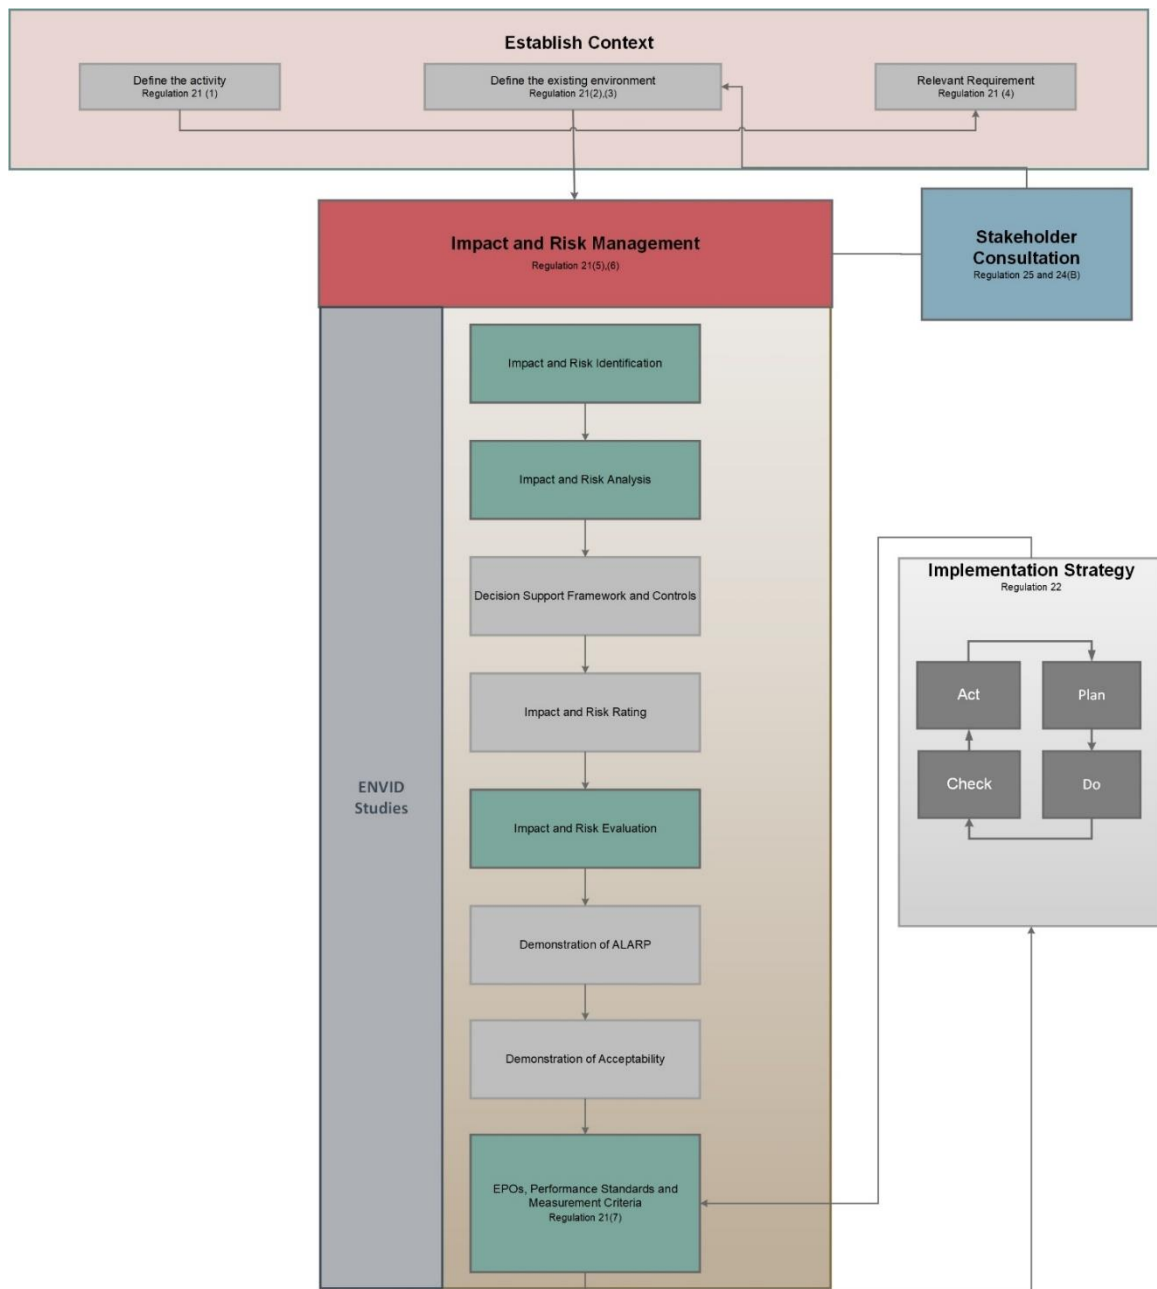 Establish Context
Define the activity
Regulation 21 (1)
Define the existing environment
Regulation 21(2),(3)
Relevant Requirement
Regulation 21 (4)
Impact and Risk Management
Regulation 21(5),(6)
Stakeholder
Consultation
Regulation 25 and 24(B)
Impact and Risk Identification
Impact and Risk Analysis
Decision Support Framework and Controls
Impact and Risk Rating
Impact and Risk Evaluation
Demonstration of ALARP
Demonstration of Acceptability
EPOs, Performance Standards and
Measurement Criteria
Regulation 21(7)
ENVID
Studies
Implementation Strategy
Regulation 22
Act
Plan
Check
Do